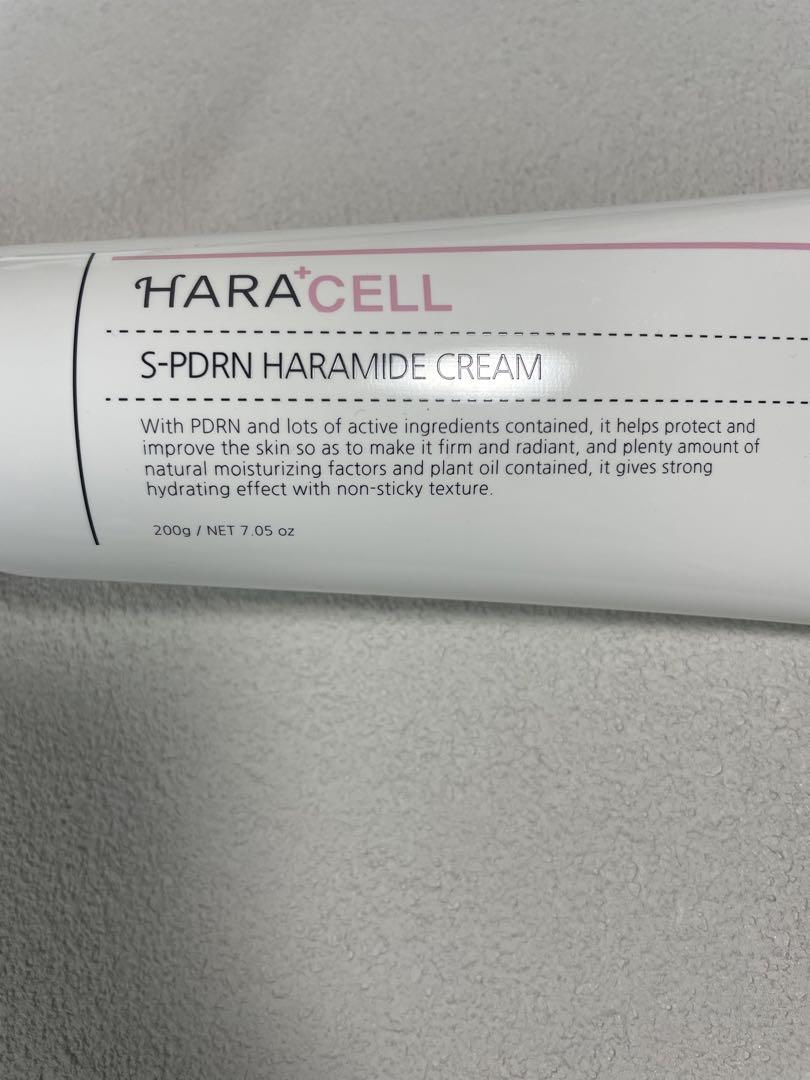 HARA+CELL
S-PDRN HARAMIDE CREAM
With PDRN and lots of active ingredients contained, it helps protect and
improve the skin so as to make it firm and radiant, and plenty amount of
natural moisturizing factors and plant oil contained, it gives strong
hydrating effect with non-sticky texture.
200g / NET 7.05 oz